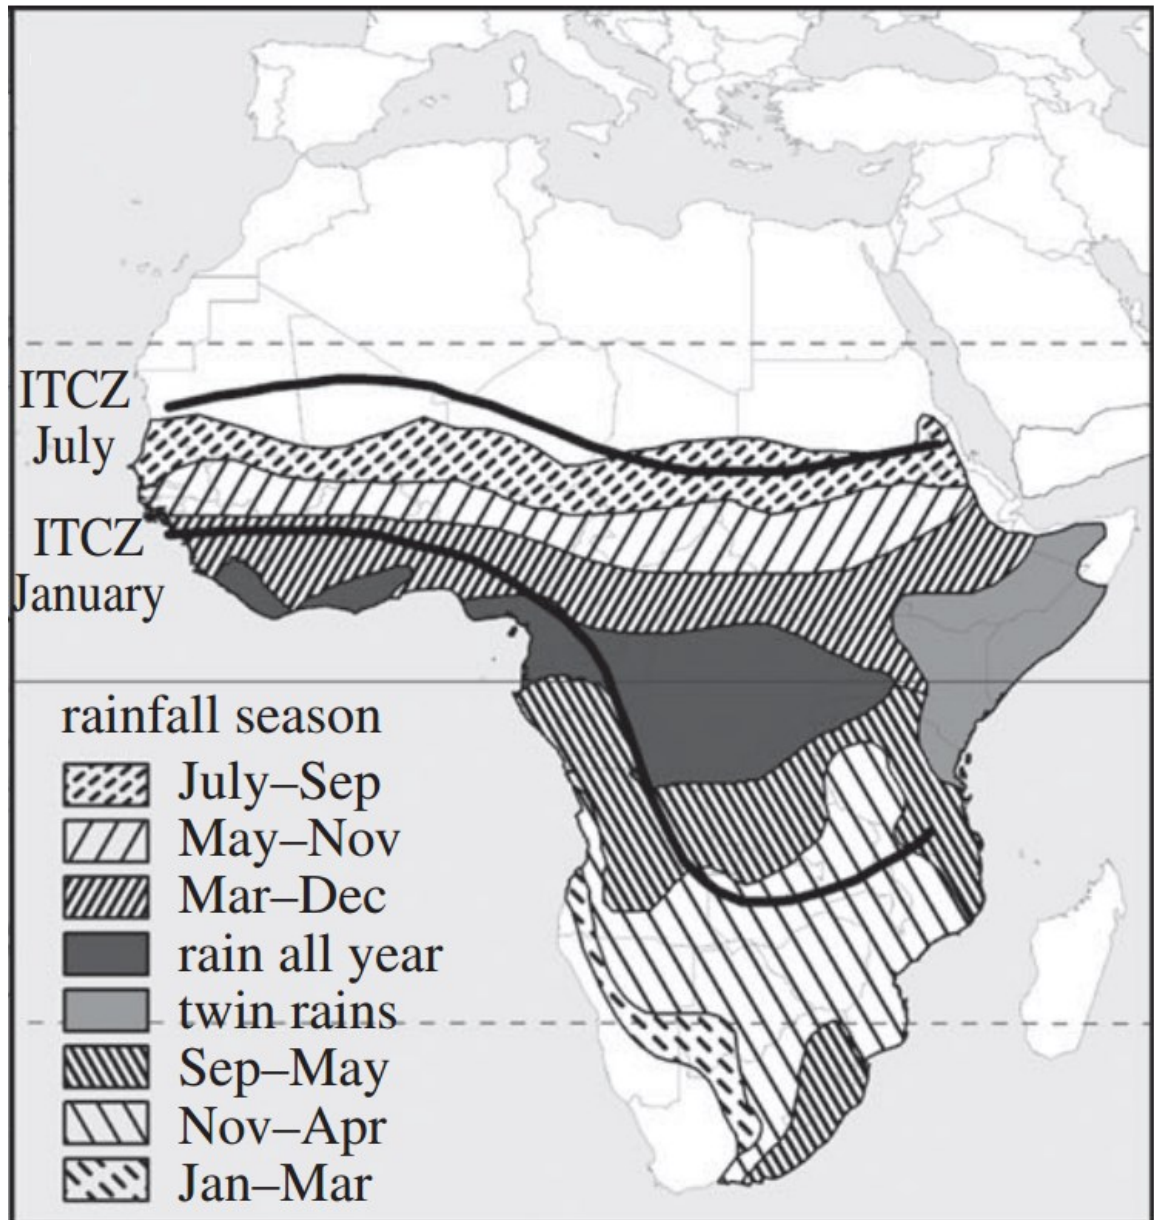 ITCZ
July
ITCZ
January
rainfall season
July–Sep
May–Nov
Mar–Dec
rain all year
twin rains
Sep–May
Nov–Apr
Jan–Mar